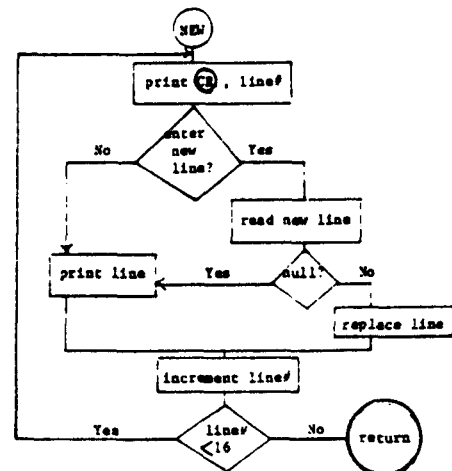 NEW
print CR, line#
enter
new
line?
No
Yes
read new line
print line
Yes
null?
No
replace line
increment line#
Yes
line#
<16
No
return